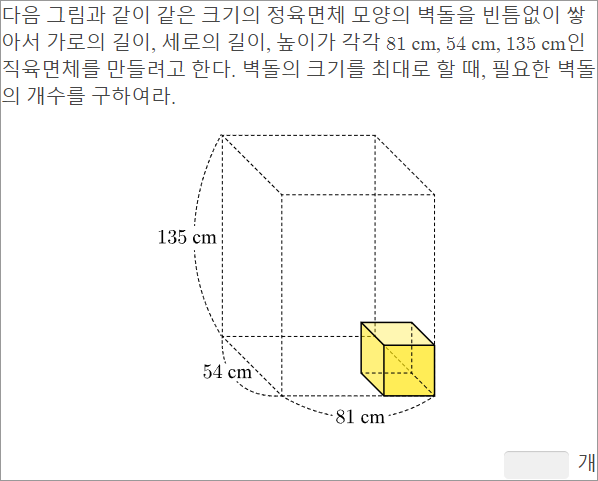 다음 그림과 같이 같은 크기의 정육면체 모양의 벽돌을 빈틈없이 쌓
아서 가로의 길이, 세로의 길이, 높이가 각각 81 cm, 54 cm, 135 cm인
직육면체를 만들려고 한다. 벽돌의 크기를 최대로 할 때, 필요한 벽돌
의 개수를 구하여라.
135 cm
54 cm
81 cm
개